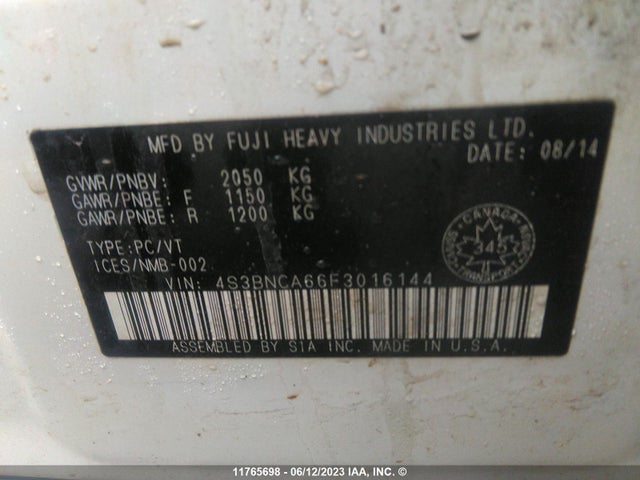 MFD BY FUJI HEAVY INDUSTRIES LTD.
DATE: 08/14
GVWR/PNBV: 2050 KG
GAWR/PNBE: F 1150 KG
GAWR/PNBE: R 1200 KG
TYPE:PC/VT
ICES/NMB-002
CANADA
345
TRANSPORT
VIN: 4S3BNCA66F3016144
ASSEMBLED BY SIA INC. MADE IN U.S.A.
11765698 - 06/12/2023 IAA, INC. ©